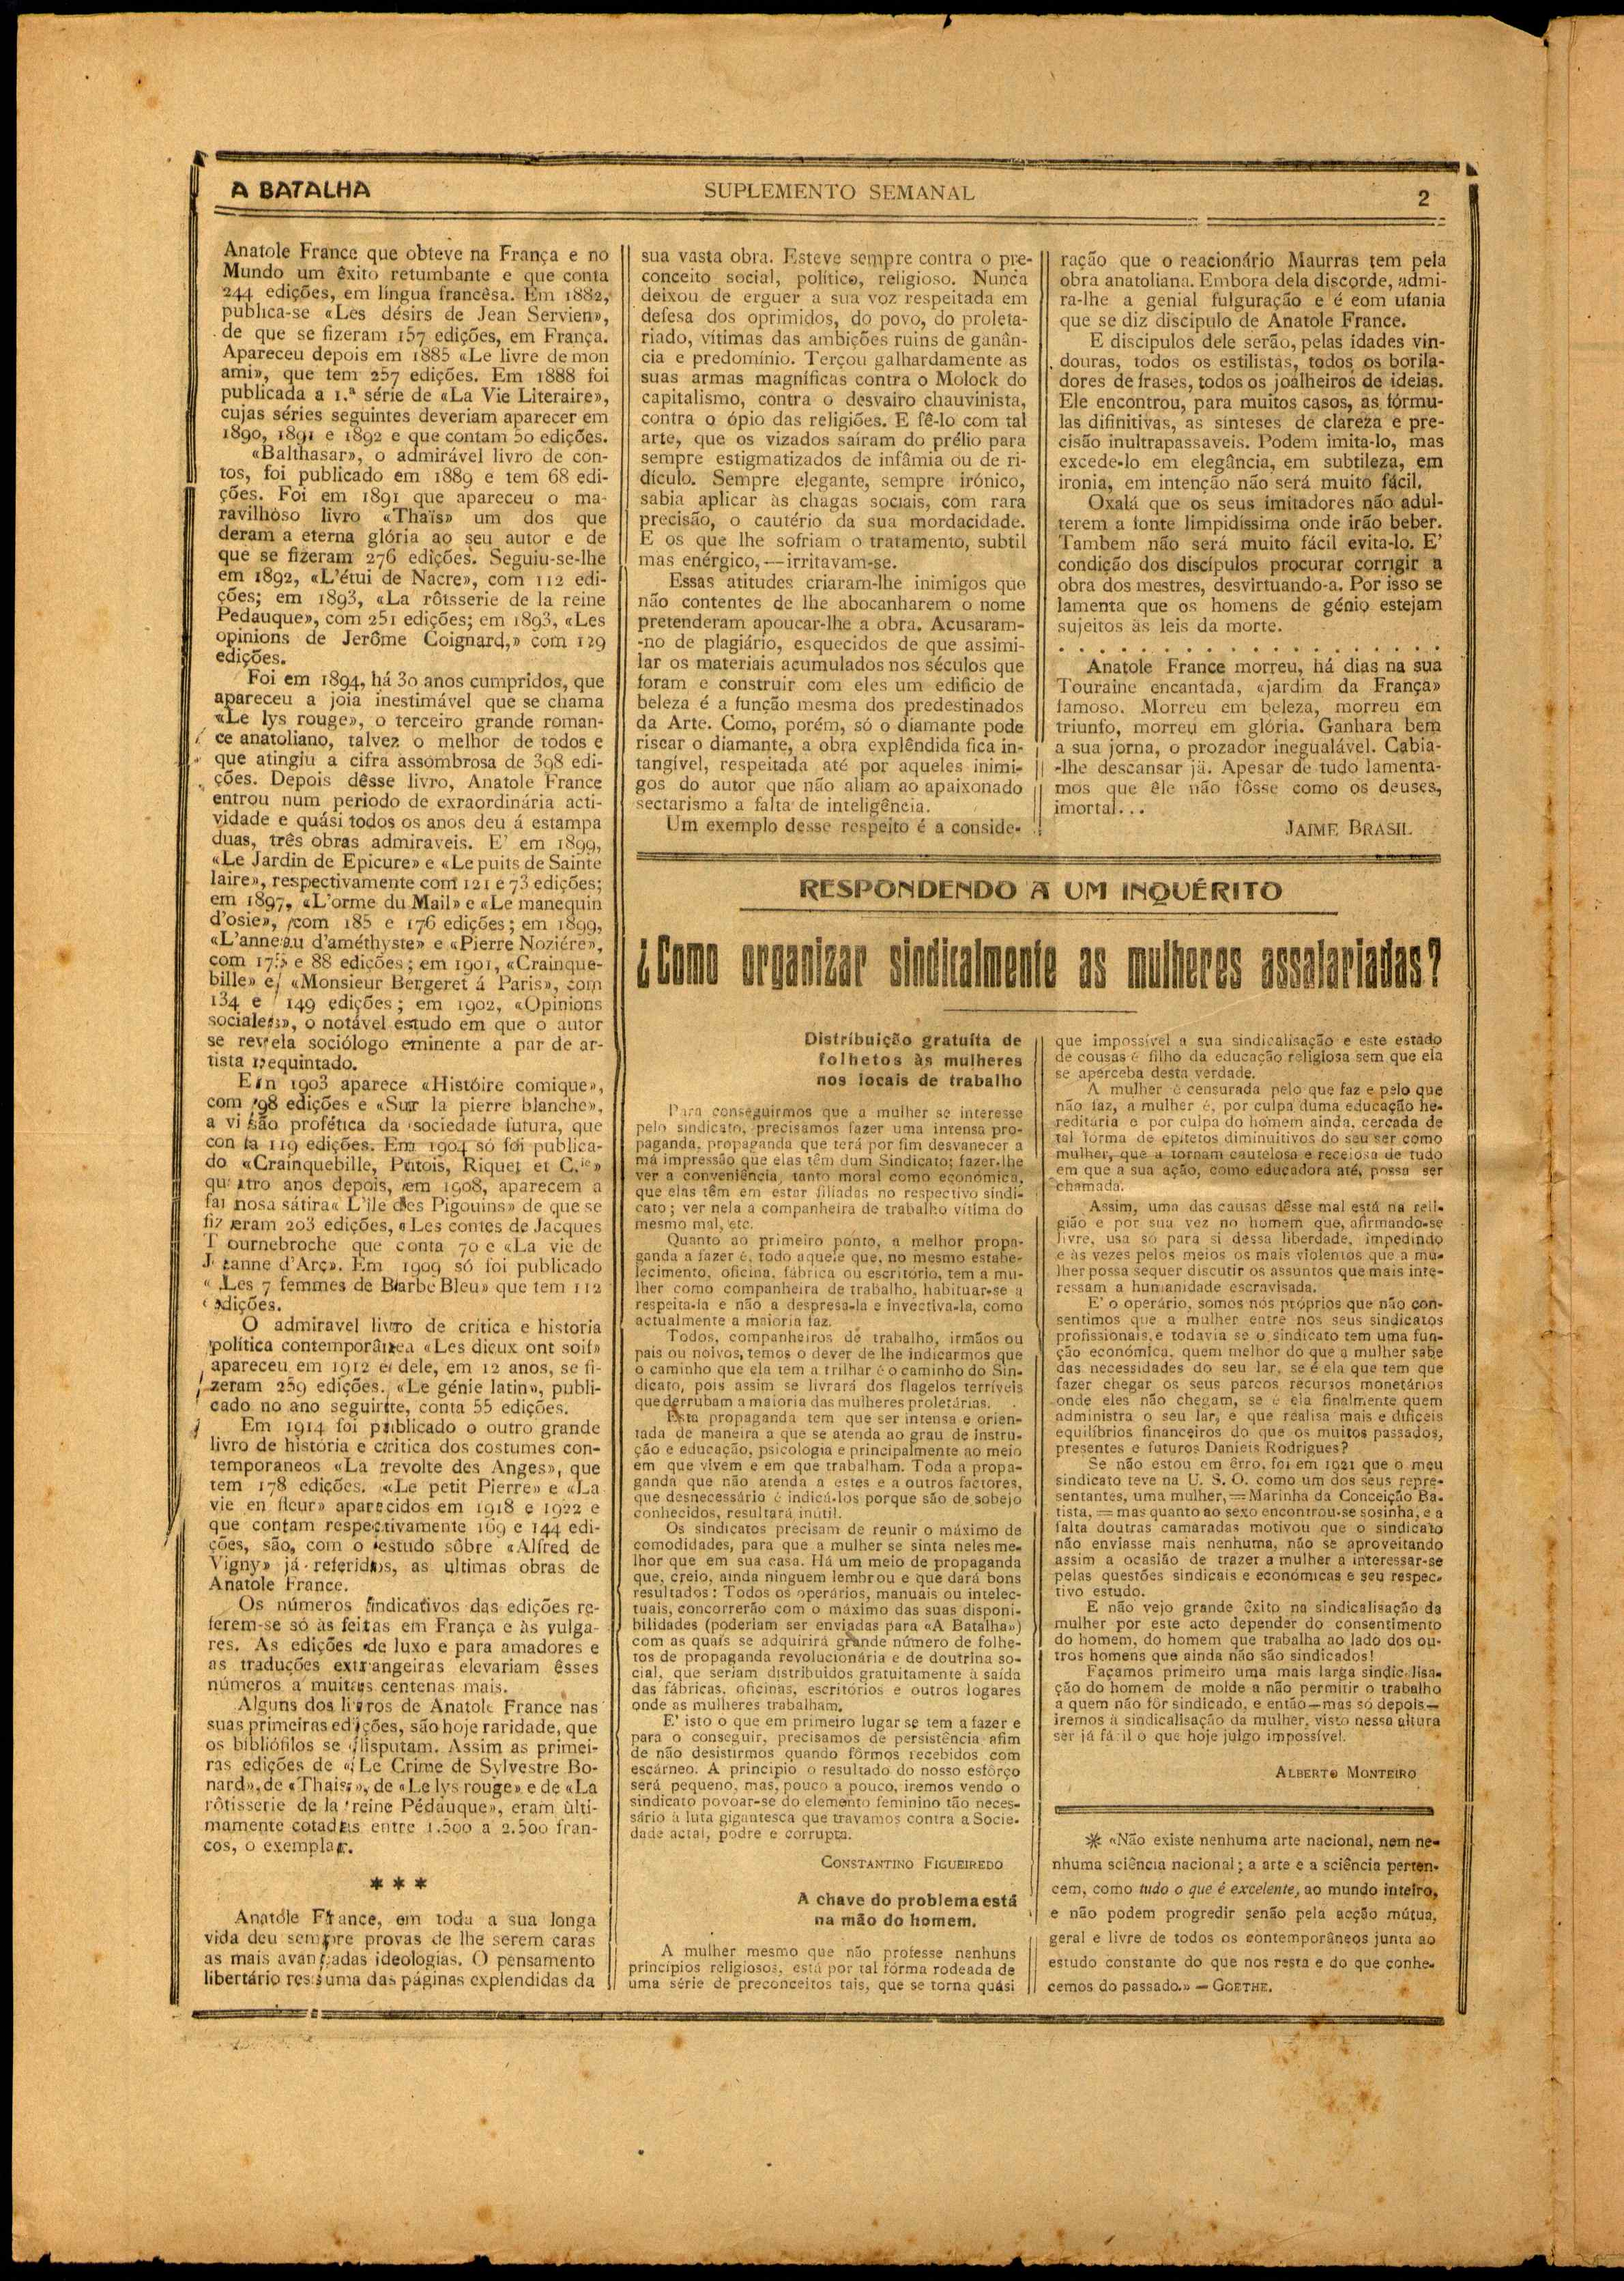 A BATALHA
SUPLEMENTO SEMANAL
2
Anatole France que obteve na França e no
Mundo um êxito retumbante e que conta
244 edições, em língua francêsa. Em 1882,
publica-se «Les désirs de Jean Servien»,
de que se fizeram 157 edições, em França.
Apareceu depois em 1885 «Le livre de mon
ami», que tem 257 edições. Em 1888 foi
publicada a 1.ª série de «La Vie Literaire»,
cujas séries seguintes deveriam aparecer em
1890, 1891 e 1892 e que contam 50 edições.
«Balthasar», o admirável livro de con-
tos, foi publicado em 1889 e tem 68 edi-
ções. Foi em 1891 que apareceu o ma-
ravilhoso livro «Thaïs» um dos que
deram a eterna glória ao seu autor e de
que se fizeram 276 edições. Seguiu-se-lhe
em 1892, «L'étui de Nacre», com 112 edi-
ções; em 1893, «La rôtsserie de la reine
Pedauque», com 251 edições; em 1893, «Les
opinions de Jerôme Coignard,» com 129
edições.
Foi em 1894, há 30 anos cumpridos, que
apareceu a joia inestimável que se chama
«Le lys rouge», o terceiro grande roman-
ce anatoliano, talvez o melhor de todos e
que atingiu a cifra assombrosa de 398 edi-
ções. Depois dêsse livro, Anatole France
entrou num periodo de exraordinária acti-
vidade e quási todos os anos deu á estampa
duas, três obras admiraveis. E' em 1899,
«Le Jardin de Epicure» e «Le puits de Sainte
laire», respectivamente com 121 e 73 edições;
em 1897, «L'orme du Mail» e «Le manequin
d'osie», com 185 e 176 edições; em 1899,
«L'anneau d'améthyste» e «Pierre Noziére»,
com 175 e 88 edições; em 1901, «Crainque-
bille» e «Monsieur Bergeret á Paris», com
134 e 149 edições; em 1902, «Opinions
sociales», o notável estudo em que o autor
se revela sociólogo eminente a par de ar-
tista requintado.
Em 1903 aparece «Históire comique»,
com 98 edições e «Sur la pierre blanche»,
a visão profética da sociedade futura, que
conta 119 edições. Em 1904 só foi publica-
do «Crainquebille, Putois, Riquet et C.ie»
quatro anos depois, em 1908, aparecem a
famosa sátira« L'île des Pigouins» de que se
fizeram 203 edições, «Les contes de Jacques
Tournebroche que conta 70 e «La vie de
Jeanne d'Arc». Em 1909 só foi publicado
«Les 7 femmes de Barbe Bleu» que tem 112
edições.
O admiravel livro de critica e historia
política contemporânea «Les dieux ont soif»
apareceu em 1912 e dele, em 12 anos, se fi-
zeram 259 edições. «Le génie latin», publi-
cado no ano seguinte, conta 55 edições.
Em 1914 foi publicado o outro grande
livro de história e critica dos costumes con-
temporaneos «La revolte des Anges», que
tem 178 edições. «Le petit Pierre» e «La
vie en fleur» aparecidos em 1918 e 1922 e
que contam respectivamente 169 e 144 edi-
ções, são, com o estudo sôbre «Alfred de
Vigny» já referidos, as ultimas obras de
Anatole France.
Os números indicativos das edições re-
ferem-se só às feitas em França e às vulga-
res. As edições de luxo e para amadores e
as traduções extrangeiras elevariam êsses
números a muitas centenas mais.
Alguns dos livros de Anatole France nas
suas primeiras edições, são hoje raridade, que
os bibliófilos se disputam. Assim as primei-
ras edições de «Le Crime de Sylvestre Bo-
nard», de «Thais», de «Le lys rouge» e de «La
rôtisserie de la reine Pédauque», eram últi-
mamente cotadas entre 1.500 a 2.500 fran-
cos, o exemplar.
* * *
Anatóle France, em toda a sua longa
vida deu sempre provas de lhe serem caras
as mais avançadas ideologias. O pensamento
libertário ressuma das páginas explendidas da
sua vasta obra. Esteve sempre contra o pre-
conceito social, político, religioso. Nunca
deixou de erguer a sua voz respeitada em
defesa dos oprimidos, do povo, do proleta-
riado, vítimas das ambições ruins de ganân-
cia e predomínio. Terçou galhardamente as
suas armas magníficas contra o Molock do
capitalismo, contra o desvairo chauvinista,
contra o ópio das religiões. E fê-lo com tal
arte, que os vizados saíram do prélio para
sempre estigmatizados de infâmia ou de ri-
dículo. Sempre elegante, sempre irónico,
sabia aplicar às chagas sociais, com rara
precisão, o cautério da sua mordacidade.
E os que lhe sofriam o tratamento, subtil
mas enérgico,—irritavam-se.
Essas atitudes criaram-lhe inimigos que
não contentes de lhe abocanharem o nome
pretenderam apoucar-lhe a obra. Acusaram-
-no de plagiário, esquecidos de que assimi-
lar os materiais acumulados nos séculos que
foram e construir com eles um edificio de
beleza é a função mesma dos predestinados
da Arte. Como, porém, só o diamante pode
riscar o diamante, a obra explêndida fica in-
tangível, respeitada até por aqueles inimi-
gos do autor que não aliam ao apaixonado
sectarismo a falta de inteligência.
Um exemplo desse respeito é a conside-
ração que o reacionário Maurras tem pela
obra anatoliana. Embora dela discorde, admi-
ra-lhe a genial fulguração e é com ufania
que se diz discipulo de Anatole France.
E discipulos dele serão, pelas idades vin-
douras, todos os estilistas, todos os borila-
dores de frases, todos os joalheiros de ideias.
Ele encontrou, para muitos casos, as fórmu-
las difinitivas, as sinteses de clareza e pre-
cisão inultrapassaveis. Podem imita-lo, mas
excede-lo em elegância, em subtileza, em
ironia, em intenção não será muito fácil.
Oxalá que os seus imitadores não adul-
terem a fonte limpidíssima onde irão beber.
Tambem não será muito fácil evita-lo. E'
condição dos discípulos procurar corrigir a
obra dos mestres, desvirtuando-a. Por isso se
lamenta que os homens de génio estejam
sujeitos às leis da morte.
. . . . . . . . . . . . . . . . . . .
Anatole France morreu, há dias na sua
Touraine encantada, «jardim da França»
famoso. Morreu em beleza, morreu em
triunfo, morreu em glória. Ganhara bem
a sua jorna, o prozador inegualável. Cabia-
-lhe descansar já. Apesar de tudo lamenta-
mos que êle não fôsse como os deuses,
imortal...
JAIME BRASIL
RESPONDENDO A UM INQUÉRITO
¿Como organizar sindicalmente as mulheres assalariadas?
Distribuição gratuita de
folhetos às mulheres
nos locais de trabalho
Para conseguirmos que a mulher se interesse
pelo sindicato, precisamos fazer uma intensa pro-
paganda, propaganda que terá por fim desvanecer a
má impressão que elas têm dum Sindicato; fazer-lhe
ver a conveniência, tanto moral como económica,
que elas têm em estar filiadas no respectivo sindi-
cato; ver nela a companheira de trabalho vítima do
mesmo mal, etc.
Quanto ao primeiro ponto, a melhor propa-
ganda a fazer é, todo aquele que, no mesmo estabe-
lecimento, oficina, fábrica ou escritório, tem a mu-
lher como companheira de trabalho, habituar-se a
respeita-la e não a despresa-la e invectiva-la, como
actualmente a maioria faz.
Todos, companheiros de trabalho, irmãos ou
pais ou noivos, temos o dever de lhe indicarmos que
o caminho que ela tem a trilhar é o caminho do Sin-
dicato, pois assim se livrará dos flagelos terríveis
que derrubam a maioria das mulheres proletárias.
Esta propaganda tem que ser intensa e orien-
tada de maneira a que se atenda ao grau de instru-
ção e educação, psicologia e principalmente ao meio
em que vivem e em que trabalham. Toda a propa-
ganda que não atenda a estes e a outros factores,
que desnecessário é indicá-los porque são de sobejo
conhecidos, resultará inútil.
Os sindicatos precisam de reunir o máximo de
comodidades, para que a mulher se sinta neles me-
lhor que em sua casa. Há um meio de propaganda
que, creio, ainda ninguem lembrou e que dará bons
resultados: Todos os operários, manuais ou intelec-
tuais, concorrerão com o máximo das suas disponi-
bilidades (poderiam ser enviadas para «A Batalha»)
com as quais se adquirirá grande número de folhe-
tos de propaganda revolucionária e de doutrina so-
cial, que seriam distribuidos gratuitamente à saída
das fábricas, oficinas, escritórios e outros logares
onde as mulheres trabalham.
E' isto o que em primeiro lugar se tem a fazer e
para o conseguir, precisamos de persistência afim
de não desistirmos quando fôrmos recebidos com
escárneo. A principio o resultado do nosso esfôrço
será pequeno, mas, pouco a pouco, iremos vendo o
sindicato povoar-se do elemento feminino tão neces-
sário à luta gigantesca que travamos contra a Socie-
dade actal, podre e corrupta.
CONSTANTINO FIGUEIREDO
A chave do problema está
na mão do homem.
A mulher mesmo que não professe nenhuns
princípios religiosos, está por tal fórma rodeada de
uma série de preconceitos tais, que se torna quási
que impossível a sua sindicalisação e este estado
de cousas é filho da educação religiosa sem que ela
se aperceba desta verdade.
A mulher é censurada pelo que faz e pelo que
não faz, a mulher é, por culpa duma educação he-
reditária e por culpa do homem ainda, cercada de
tal fórma de epitetos diminuitivos do seu ser como
mulher, que a tornam cautelosa e receiosa de tudo
em que a sua ação, como educadora até, possa ser
chamada.
Assim, uma das causas dêsse mal está na reli-
gião e por sua vez no homem que, afirmando-se
livre, usa só para si dessa liberdade, impedindo
e às vezes pelos meios os mais violentos que a mu-
lher possa sequer discutir os assuntos que mais inte-
ressam a humanidade escravisada.
E' o operário, somos nós próprios que não con-
sentimos que a mulher entre nos seus sindicatos
profissionais, e todavia se o sindicato tem uma fun-
ção económica, quem melhor do que a mulher sabe
das necessidades do seu lar, se é ela que tem que
fazer chegar os seus parcos recursos monetários
onde eles não chegam, se é ela finalmente quem
administra o seu lar, e que realisa mais e dificeis
equilíbrios financeiros do que os muitos passados,
presentes e futuros Danieis Rodrigues?
Se não estou em êrro, foi em 1921 que o meu
sindicato teve na U. S. O. como um dos seus repre-
sentantes, uma mulher,—Marinha da Conceição Ba-
tista,—mas quanto ao sexo encontrou-se sosinha, e a
falta doutras camaradas motivou que o sindicato
não enviasse mais nenhuma, não se aproveitando
assim a ocasião de trazer a mulher a interessar-se
pelas questões sindicais e económicas e seu respec-
tivo estudo.
E não vejo grande êxito na sindicalisação da
mulher por este acto depender do consentimento
do homem, do homem que trabalha ao lado dos ou-
tros homens que ainda não são sindicados!
Façamos primeiro uma mais larga sindicalisa-
ção do homem de molde a não permitir o trabalho
a quem não fôr sindicado, e então—mas só depois—
iremos à sindicalisação da mulher, visto nessa altura
ser já fácil o que hoje julgo impossível.
ALBERTO MONTEIRO
* «Não existe nenhuma arte nacional, nem ne-
nhuma sciência nacional; a arte e a sciência perten-
cem, como tudo o que é excelente, ao mundo inteiro,
e não podem progredir senão pela acção mútua,
geral e livre de todos os contemporâneos junta ao
estudo constante do que nos resta e do que conhe-
cemos do passado.» — GOETHE.